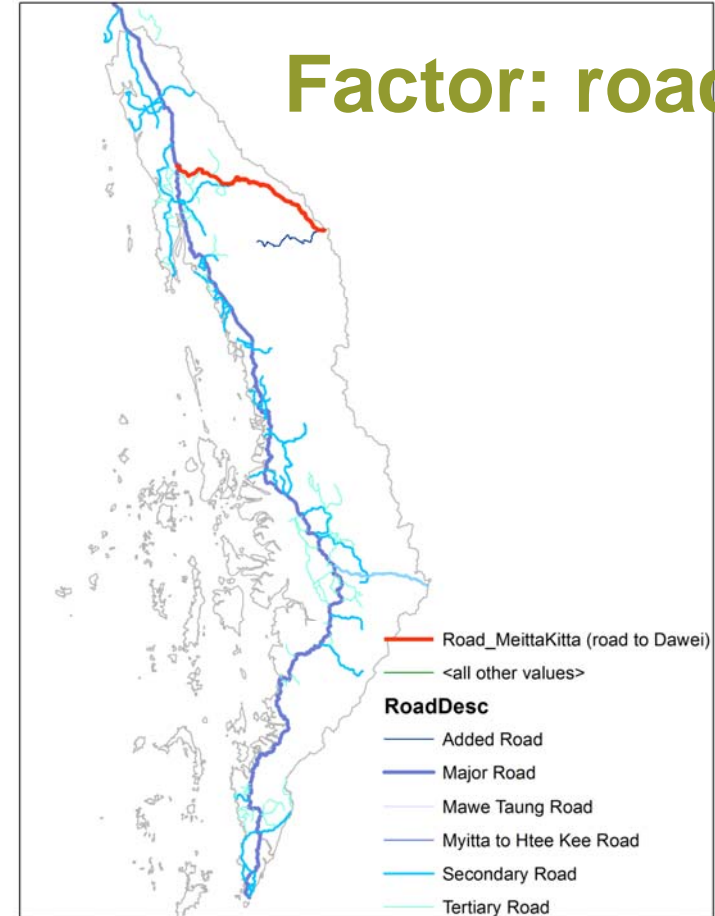 Factor: road
Road_MeittaKitta (road to Dawei)
<all other values>
RoadDesc
Added Road
Major Road
Mawe Taung Road
Myitta to Htee Kee Road
Secondary Road
Tertiary Road